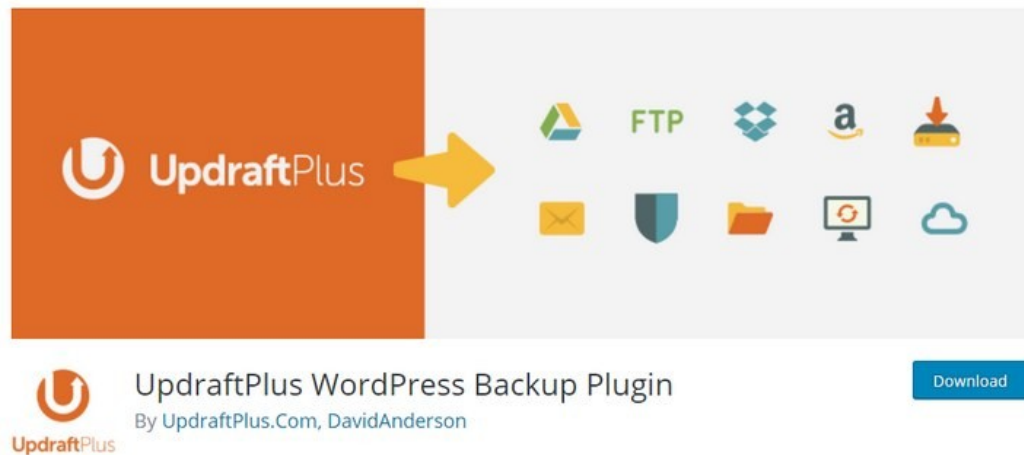 UpdraftPlus
FTP
a
UpdraftPlus WordPress Backup Plugin
Download
By UpdraftPlus.Com, DavidAnderson
UpdraftPlus